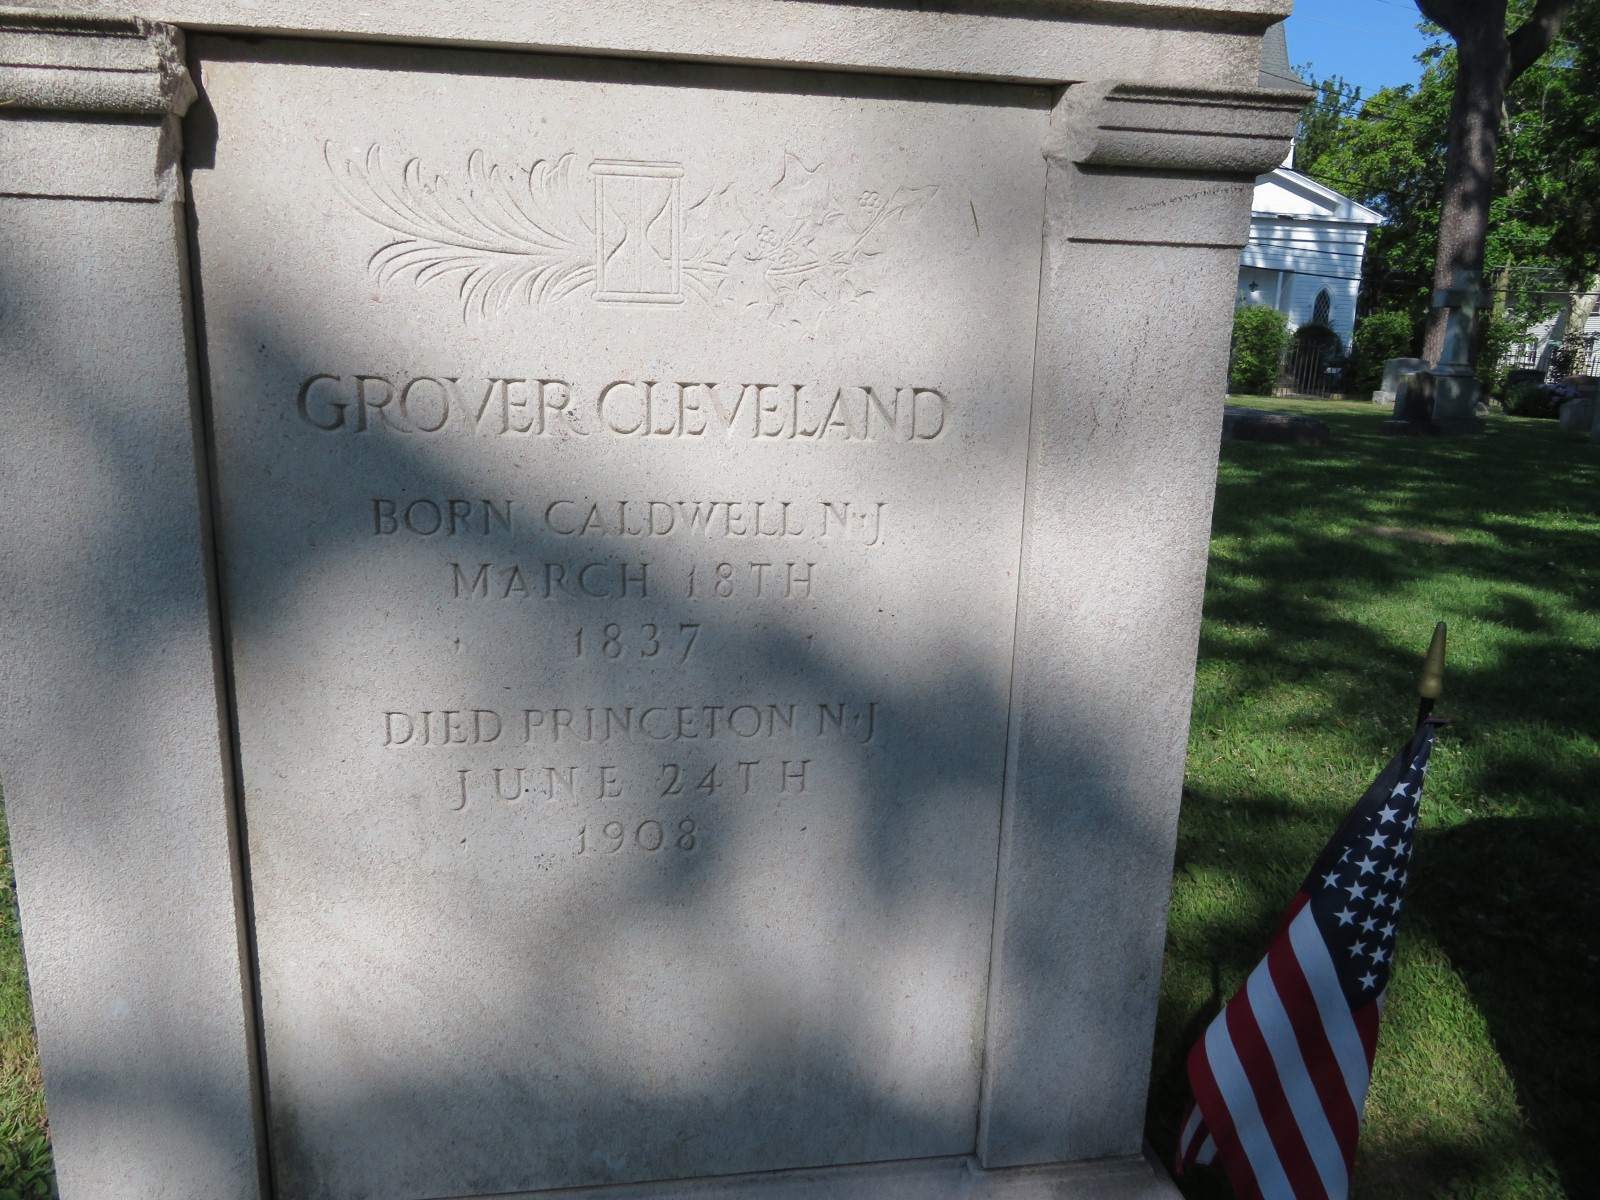 GROVER CLEVELAND
BORN CALDWELL N·J
MARCH 18TH
1837
DIED PRINCETON N·J
JUNE 24TH
1908